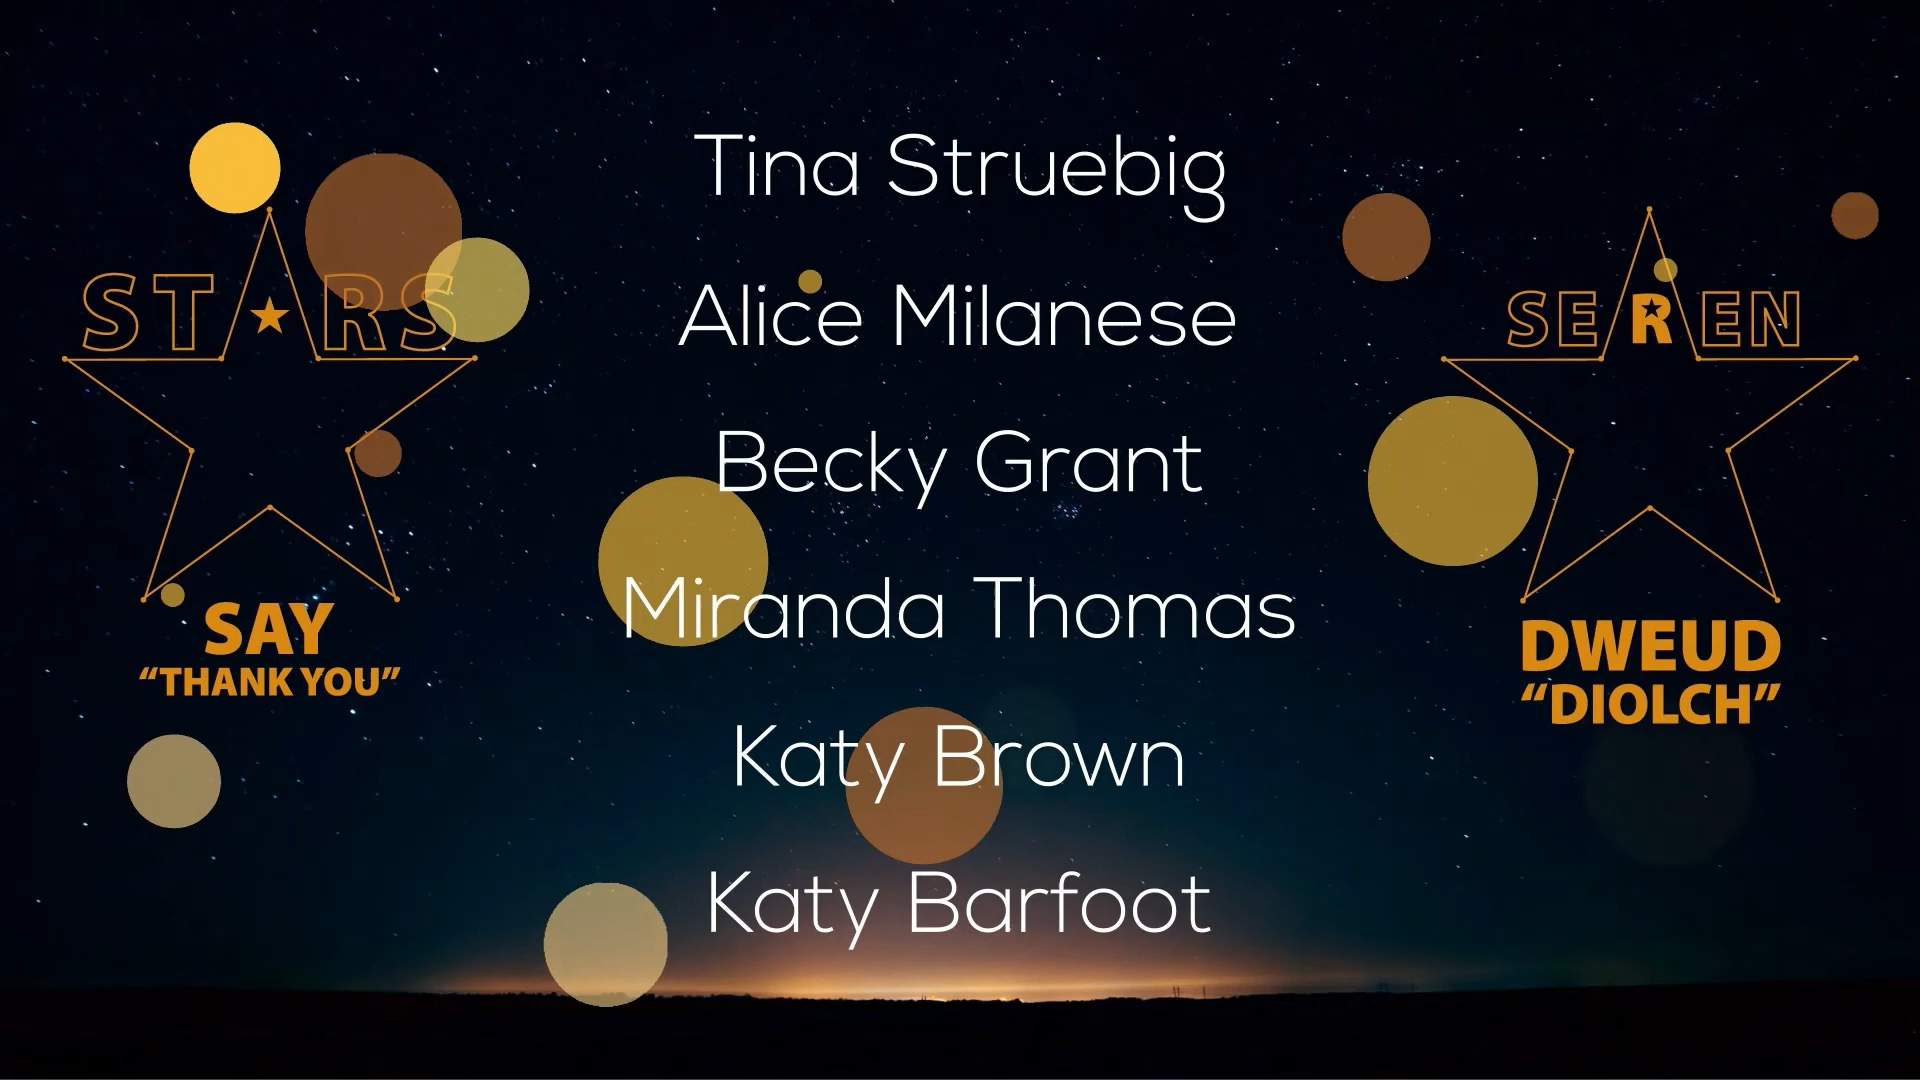 STARS
SAY
“THANK YOU”
Tina Struebig
Alice Milanese
Becky Grant
Miranda Thomas
Katy Brown
Katy Barfoot
SEREN
DWEUD
“DIOLCH”